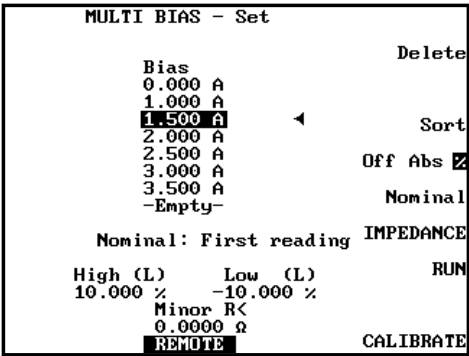 MULTI BIAS - Set
Delete
Bias
0.000 A
1.000 A
1.500 A
Sort
2.000 A
2.500 A
Off Abs %
3.000 A
3.500 A
Nominal
-Empty-
Nominal: First reading
IMPEDANCE
High (L) Low (L)
RUN
10.000 % -10.000 %
Minor R<
0.0000 Ω
REMOTE
CALIBRATE